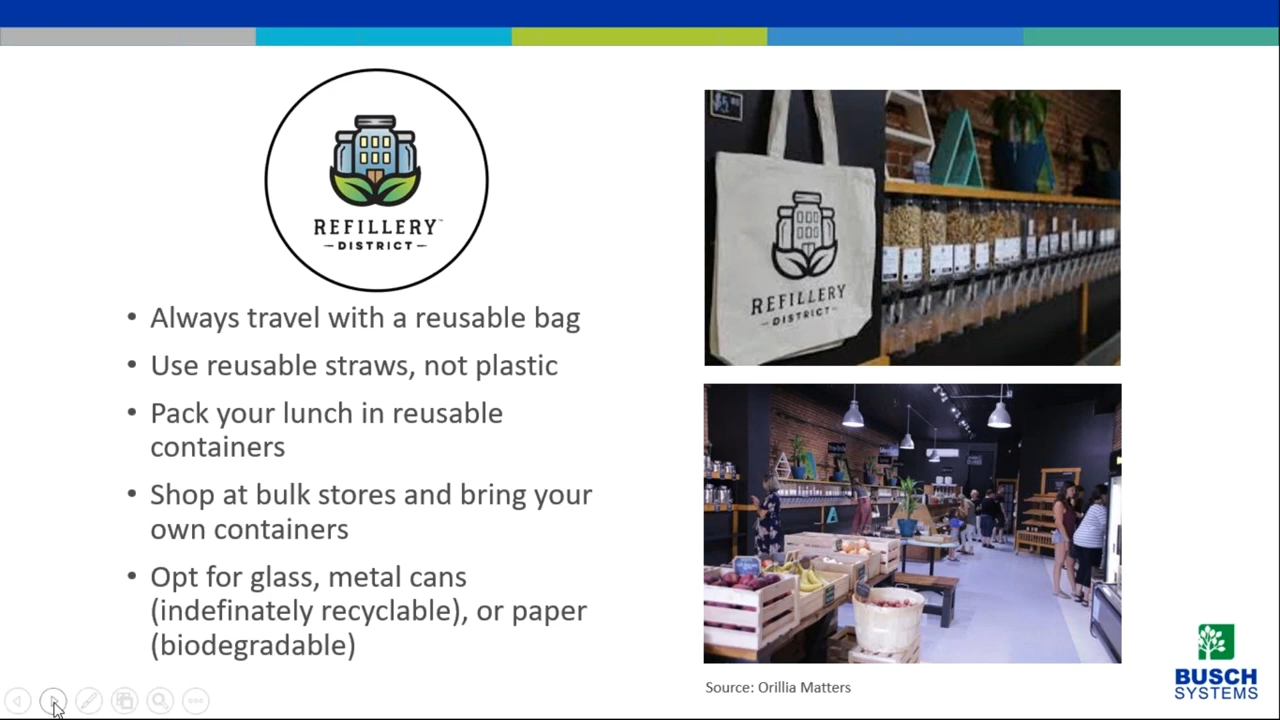 REFILLERY™
DISTRICT
• Always travel with a reusable bag
• Use reusable straws, not plastic
• Pack your lunch in reusable
containers
• Shop at bulk stores and bring your
own containers
• Opt for glass, metal cans
(indefinately recyclable), or paper
(biodegradable)
REFILLERY
DISTRICT
Source: Orillia Matters
BUSCH
SYSTEMS